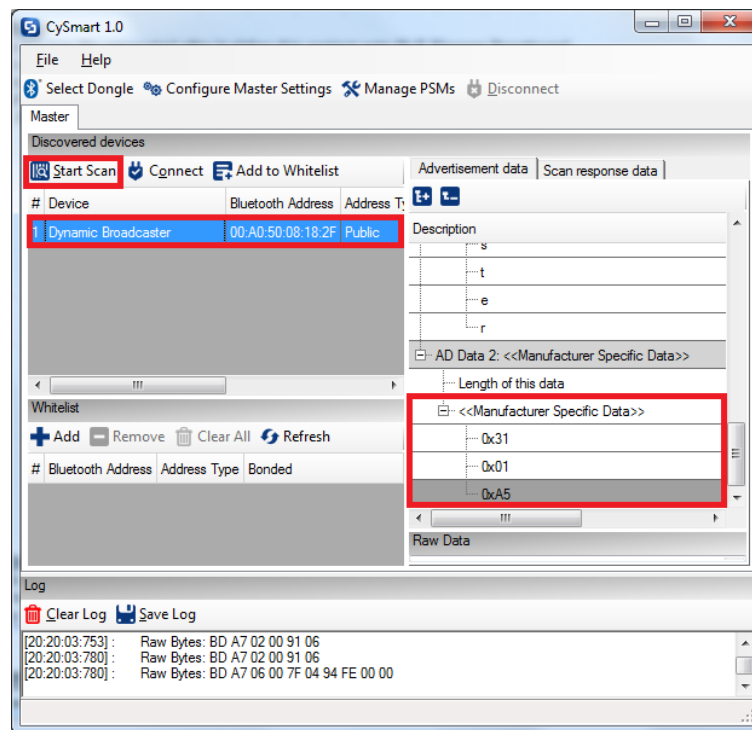 CySmart 1.0
File Help
Select Dongle Configure Master Settings Manage PSMs Disconnect
Master
Discovered devices
Start Scan Connect Add to Whitelist
# Device Bluetooth Address Address Ty
1 Dynamic Broadcaster 00:A0:50:08:18:2F Public
Whitelist
Add Remove Clear All Refresh
# Bluetooth Address Address Type Bonded
Advertisement data Scan response data
Description
s
t
e
r
AD Data 2: <<Manufacturer Specific Data>>
Length of this data
<<Manufacturer Specific Data>>
0x31
0x01
0xA5
Raw Data
Log
Clear Log Save Log
[20:20:03:753] : Raw Bytes: BD A7 02 00 91 06
[20:20:03:780] : Raw Bytes: BD A7 02 00 91 06
[20:20:03:780] : Raw Bytes: BD A7 06 00 7F 04 94 FE 00 00